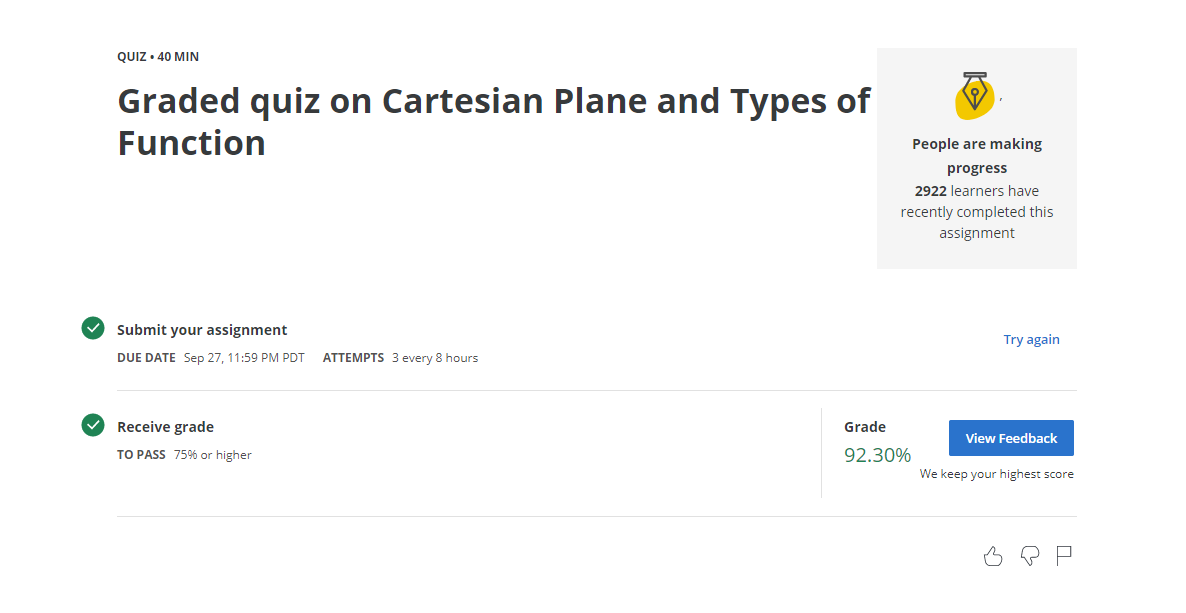 QUIZ • 40 MIN
Graded quiz on Cartesian Plane and Types of
Function
People are making
progress
2922 learners have
recently completed this
assignment
Submit your assignment
DUE DATE Sep 27, 11:59 PM PDT ATTEMPTS 3 every 8 hours
Try again
Receive grade
TO PASS 75% or higher
Grade
92.30%
View Feedback
We keep your highest score